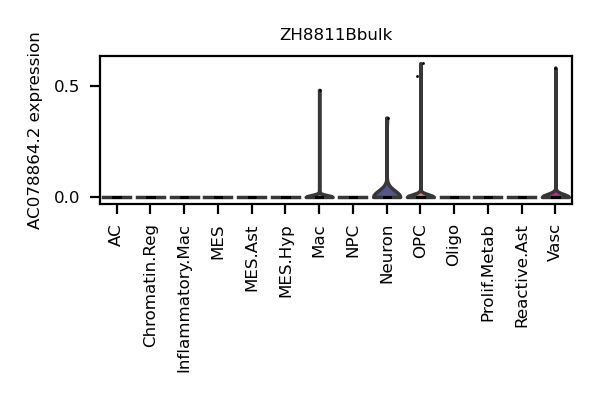 ZH8811Bbulk
AC078864.2 expression
0.5
0.0
AC
Chromatin.Reg
Inflammatory.Mac
MES
MES.Ast
MES.Hyp
Mac
NPC
Neuron
OPC
Oligo
Prolif.Metab
Reactive.Ast
Vasc